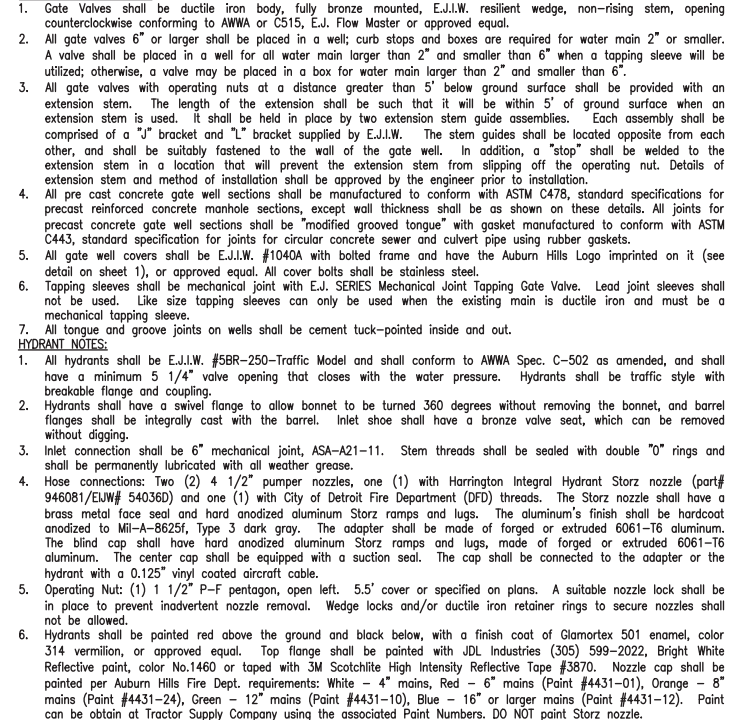 1. Gate Valves shall be ductile iron body, fully bronze mounted, E.J.I.W. resilient wedge, non-rising stem, opening
counterclockwise conforming to AWWA or C515, E.J. Flow Master or approved equal.
2. All gate valves 6" or larger shall be placed in a well; curb stops and boxes are required for water main 2" or smaller.
A valve shall be placed in a well for all water main larger than 2" and smaller than 6" when a tapping sleeve will be
utilized; otherwise, a valve may be placed in a box for water main larger than 2" and smaller than 6".
3. All gate valves with operating nuts at a distance greater than 5' below ground surface shall be provided with an
extension stem. The length of the extension shall be such that it will be within 5' of ground surface when an
extension stem is used. It shall be held in place by two extension stem guide assemblies. Each assembly shall be
comprised of a "J" bracket and "L" bracket supplied by E.J.I.W. The stem guides shall be located opposite from each
other, and shall be suitably fastened to the wall of the gate well. In addition, a "stop" shall be welded to the
extension stem in a location that will prevent the extension stem from slipping off the operating nut. Details of
extension stem and method of installation shall be approved by the engineer prior to installation.
4. All pre cast concrete gate well sections shall be manufactured to conform with ASTM C478, standard specifications for
precast reinforced concrete manhole sections, except wall thickness shall be as shown on these details. All joints for
precast concrete gate well sections shall be "modified grooved tongue" with gasket manufactured to conform with ASTM
C443, standard specification for joints for circular concrete sewer and culvert pipe using rubber gaskets.
5. All gate well covers shall be E.J.I.W. #1040A with bolted frame and have the Auburn Hills Logo imprinted on it (see
detail on sheet 1), or approved equal. All cover bolts shall be stainless steel.
6. Tapping sleeves shall be mechanical joint with E.J. SERIES Mechanical Joint Tapping Gate Valve. Lead joint sleeves shall
not be used. Like size tapping sleeves can only be used when the existing main is ductile iron and must be a
mechanical tapping sleeve.
7. All tongue and groove joints on wells shall be cement tuck-pointed inside and out.
HYDRANT NOTES:
1. All hydrants shall be E.J.I.W. #5BR-250-Traffic Model and shall conform to AWWA Spec. C-502 as amended, and shall
have a minimum 5 1/4" valve opening that closes with the water pressure. Hydrants shall be traffic style with
breakable flange and coupling.
2. Hydrants shall have a swivel flange to allow bonnet to be turned 360 degrees without removing the bonnet, and barrel
flanges shall be integrally cast with the barrel. Inlet shoe shall have a bronze valve seat, which can be removed
without digging.
3. Inlet connection shall be 6" mechanical joint, ASA-A21-11. Stem threads shall be sealed with double "O" rings and
shall be permanently lubricated with all weather grease.
4. Hose connections: Two (2) 4 1/2" pumper nozzles, one (1) with Harrington Integral Hydrant Storz nozzle (part#
946081/EIJW# 54036D) and one (1) with City of Detroit Fire Department (DFD) threads. The Storz nozzle shall have a
brass metal face seal and hard anodized aluminum Storz ramps and lugs. The aluminum's finish shall be hardcoat
anodized to Mil-A-8625f, Type 3 dark gray. The adapter shall be made of forged or extruded 6061-T6 aluminum.
The blind cap shall have hard anodized aluminum Storz ramps and lugs, made of forged or extruded 6061-T6
aluminum. The center cap shall be equipped with a suction seal. The cap shall be connected to the adapter or the
hydrant with a 0.125" vinyl coated aircraft cable.
5. Operating Nut: (1) 1 1/2" P-F pentagon, open left. 5.5' cover or specified on plans. A suitable nozzle lock shall be
in place to prevent inadvertent nozzle removal. Wedge locks and/or ductile iron retainer rings to secure nozzles shall
not be allowed.
6. Hydrants shall be painted red above the ground and black below, with a finish coat of Glamortex 501 enamel, color
314 vermilion, or approved equal. Top flange shall be painted with JDL Industries (305) 599-2022, Bright White
Reflective paint, color No.1460 or taped with 3M Scotchlite High Intensity Reflective Tape #3870. Nozzle cap shall be
painted per Auburn Hills Fire Dept. requirements: White - 4" mains, Red - 6" mains (Paint #4431-01), Orange - 8"
mains (Paint #4431-24), Green - 12" mains (Paint #4431-10), Blue - 16" or larger mains (Paint #4431-12). Paint
can be obtain at Tractor Supply Company using the associated Paint Numbers. DO NOT paint Storz nozzle.